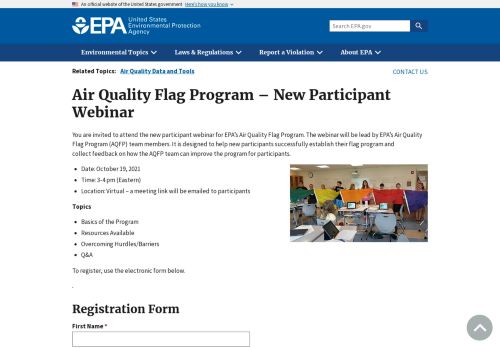 An official website of the United States government Here's how you know
EPA United States
Environmental Protection
Agency
Search EPA.gov
Environmental Topics Laws & Regulations Report a Violation About EPA
Related Topics: Air Quality Data and Tools CONTACT US
Air Quality Flag Program – New Participant
Webinar
You are invited to attend the new participant webinar for EPA's Air Quality Flag Program. The webinar will be lead by EPA's Air Quality
Flag Program (AQFP) team members. It is designed to help new participants successfully establish their flag program and
collect feedback on how the AQFP team can improve the program for participants.
• Date: October 19, 2021
• Time: 3-4 pm (Eastern)
• Location: Virtual – a meeting link will be emailed to participants
Topics
• Basics of the Program
• Resources Available
• Overcoming Hurdles/Barriers
• Q&A
To register, use the electronic form below.
.
Registration Form
First Name *